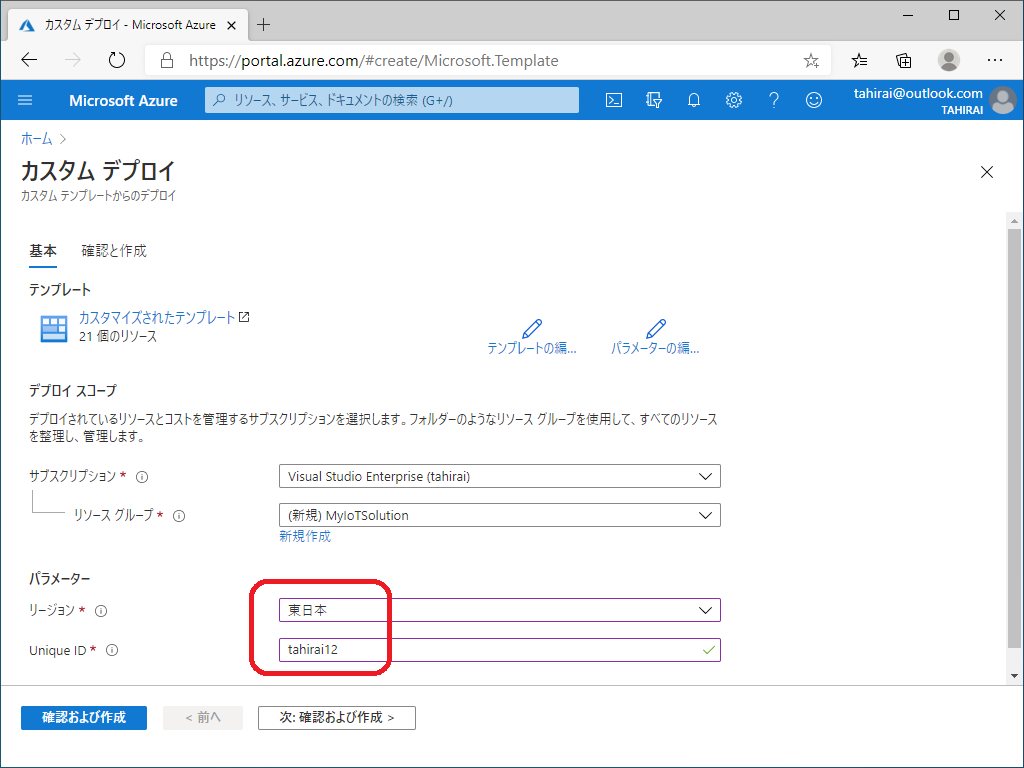 カスタム デプロイ - Microsoft Azure
https://portal.azure.com/#create/Microsoft.Template
Microsoft Azure
リソース、サービス、ドキュメントの検索 (G+/)
tahirai@outlook.com
TAHIRAI
ホーム >
カスタム デプロイ
カスタム テンプレートからのデプロイ
基本 確認と作成
テンプレート
カスタマイズされたテンプレート
21 個のリソース
テンプレートの編... パラメーターの編...
デプロイ スコープ
デプロイされているリソースとコストを管理するサブスクリプションを選択します。フォルダーのようなリソース グループを使用して、すべてのリソース
を整理し、管理します。
サブスクリプション * Visual Studio Enterprise (tahirai)
リソース グループ * (新規) MyIoTSolution
新規作成
パラメーター
リージョン * 東日本
Unique ID * tahirai12
確認および作成 < 前へ 次: 確認および作成 >